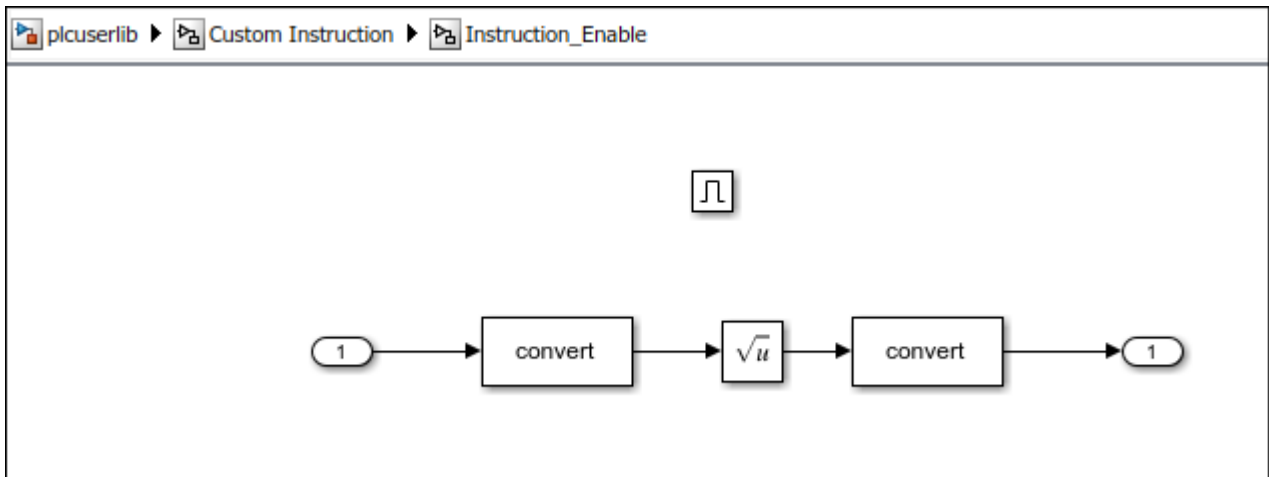 plcuserlib ▶ Custom Instruction ▶ Instruction_Enable
1 convert √u convert 1